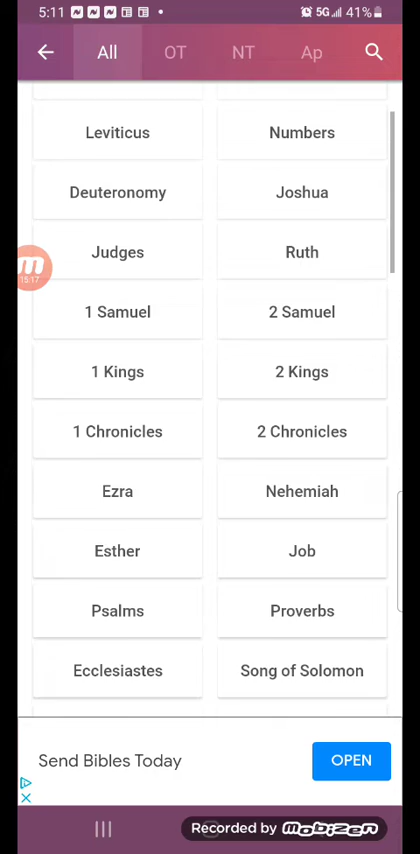 5:11 5G 41%
All OT NT Ap
Leviticus Numbers
Deuteronomy Joshua
Judges Ruth
m
15:17
1 Samuel 2 Samuel
1 Kings 2 Kings
1 Chronicles 2 Chronicles
Ezra Nehemiah
Esther Job
Psalms Proverbs
Ecclesiastes Song of Solomon
Send Bibles Today OPEN
Recorded by mobizen